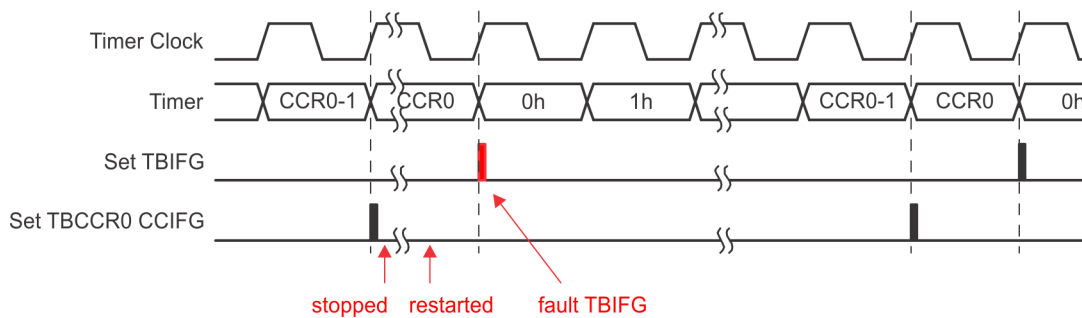 Timer Clock
Timer CCR0-1 CCR0 0h 1h CCR0-1 CCR0 0h
Set TBIFG
Set TBCCR0 CCIFG
stopped restarted fault TBIFG